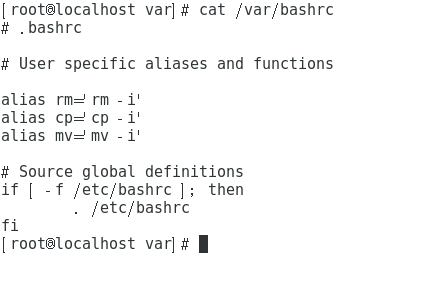 [root@localhost var]# cat /var/bashrc
# .bashrc

# User specific aliases and functions

alias rm='rm -i'
alias cp='cp -i'
alias mv='mv -i'

# Source global definitions
if [ -f /etc/bashrc ]; then
        . /etc/bashrc
fi
[root@localhost var]#